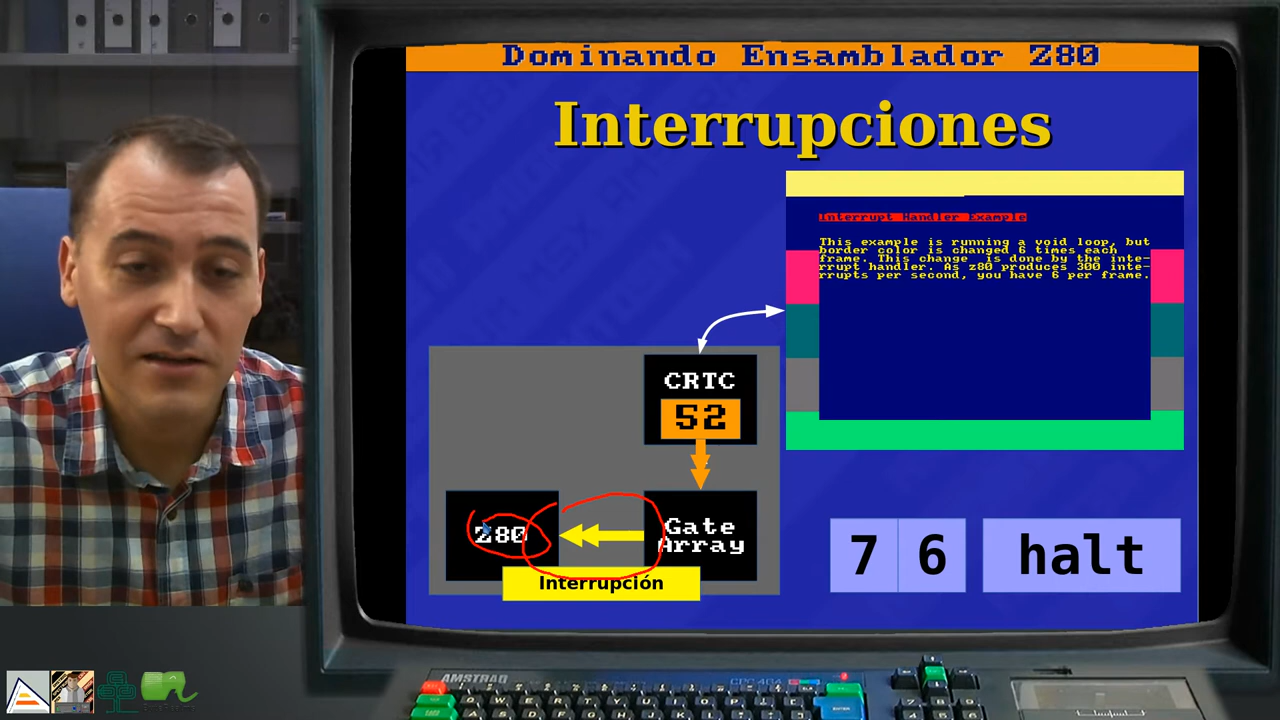 Dominando Ensamblador Z80
Interrupciones
Interrupt Handler Example
This example is running a void loop, but
border color is changed 6 times each
frame. This change is done by the inte-
rrupt handler. As z80 produces 300 inte-
rrupts per second, you have 6 per frame.
CRTC
52
Z80
Gate
Array
Interrupción
7 6
halt
AMSTRAD